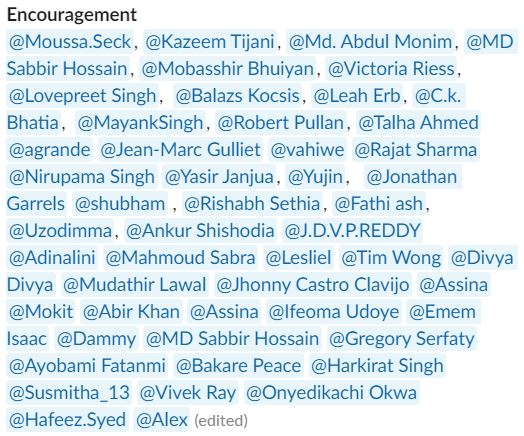 Encouragement
@Moussa.Seck, @Kazeem Tijani, @Md. Abdul Monim, @MD
Sabbir Hossain, @Mobasshir Bhuiyan, @Victoria Riess,
@Lovepreet Singh, @Balazs Kocsis, @Leah Erb, @C.k.
Bhatia, @MayankSingh, @Robert Pullan, @Talha Ahmed
@agrande @Jean-Marc Gulliet @vahiwe @Rajat Sharma
@Nirupama Singh @Yasir Janjua, @Yujin, @Jonathan
Garrels @shubham , @Rishabh Sethia, @Fathi ash,
@Uzodimma, @Ankur Shishodia @J.D.V.P.REDDY
@Adinalini @Mahmoud Sabra @Lesliel @Tim Wong @Divya
Divya @Mudathir Lawal @Jhonny Castro Clavijo @Assina
@Mokit @Abir Khan @Assina @Ifeoma Udoye @Emem
Isaac @Dammy @MD Sabbir Hossain @Gregory Serfaty
@Ayobami Fatanmi @Bakare Peace @Harkirat Singh
@Susmitha_13 @Vivek Ray @Onyedikachi Okwa
@Hafeez.Syed @Alex (edited)